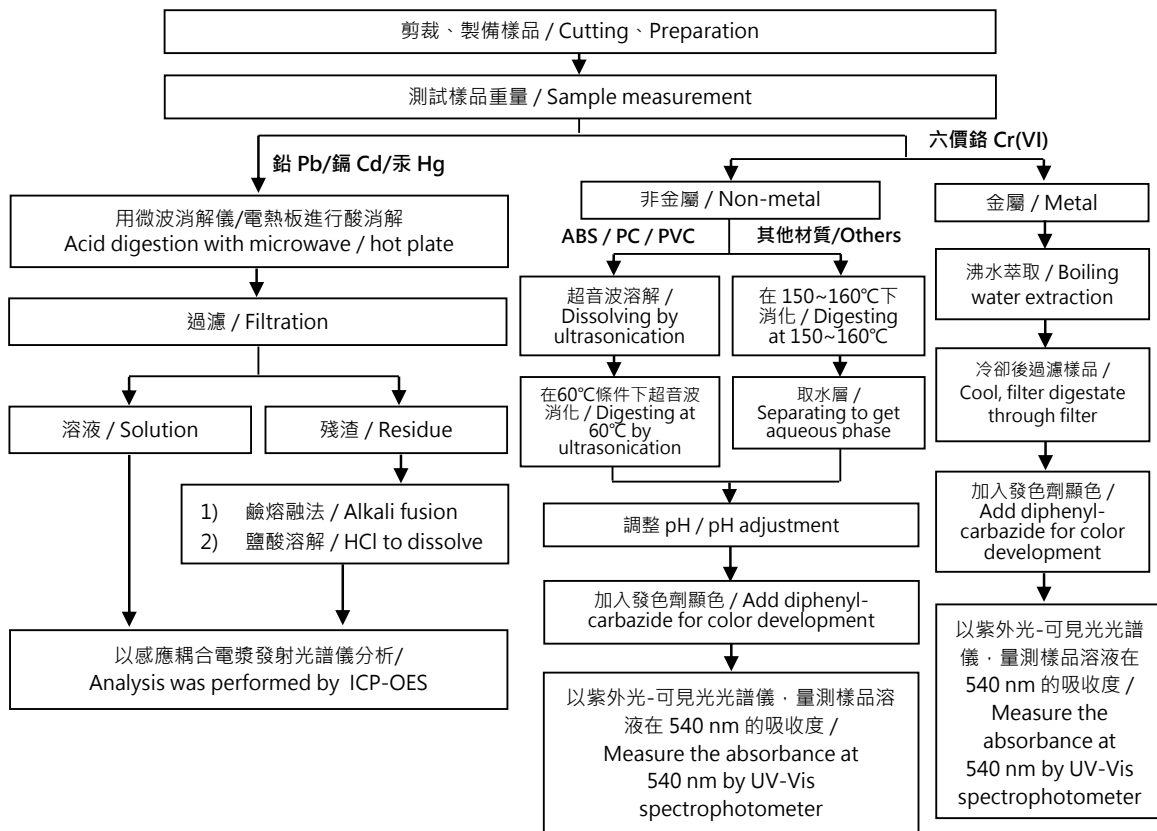 剪裁、製備樣品 / Cutting、Preparation
測試樣品重量 / Sample measurement
鉛 Pb/鎘 Cd/汞 Hg
用微波消解儀/電熱板進行酸消解
Acid digestion with microwave / hot plate
過濾 / Filtration
溶液 / Solution
殘渣 / Residue
1) 鹼熔融法 / Alkali fusion
2) 鹽酸溶解 / HCl to dissolve
以感應耦合電漿發射光譜儀分析/
Analysis was performed by ICP-OES
六價鉻 Cr(VI)
非金屬 / Non-metal
ABS / PC / PVC
超音波溶解 /
Dissolving by
ultrasonication
在60℃條件下超音波
消化 / Digesting at
60℃ by
ultrasonication
其他材質/Others
在 150~160℃下
消化 / Digesting
at 150~160℃
取水層 /
Separating to get
aqueous phase
調整 pH / pH adjustment
加入發色劑顯色 / Add diphenyl-
carbazide for color development
以紫外光-可見光光譜儀，量測樣品溶
液在 540 nm 的吸收度 /
Measure the absorbance at
540 nm by UV-Vis
spectrophotometer
金屬 / Metal
沸水萃取 / Boiling
water extraction
冷卻後過濾樣品 /
Cool, filter digestate
through filter
加入發色劑顯色 /
Add diphenyl-
carbazide for color
development
以紫外光-可見光光譜
儀，量測樣品溶液在
540 nm 的吸收度 /
Measure the
absorbance at
540 nm by UV-Vis
spectrophotometer